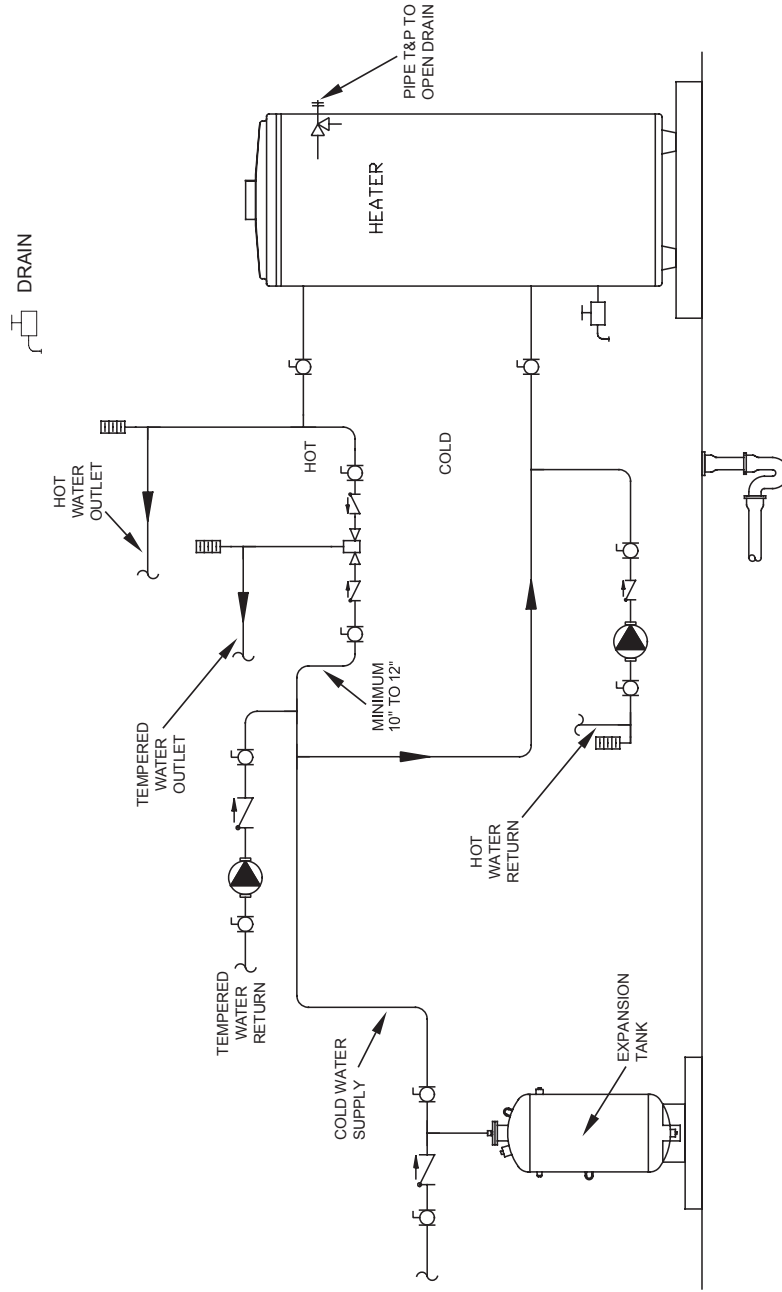 DRAIN
PIPE T&P TO
OPEN DRAIN
HEATER
HOT
WATER
OUTLET
HOT
COLD
TEMPERED
WATER
OUTLET
MINIMUM
10" TO 12"
HOT
WATER
RETURN
TEMPERED
WATER
RETURN
COLD WATER
SUPPLY
EXPANSION
TANK